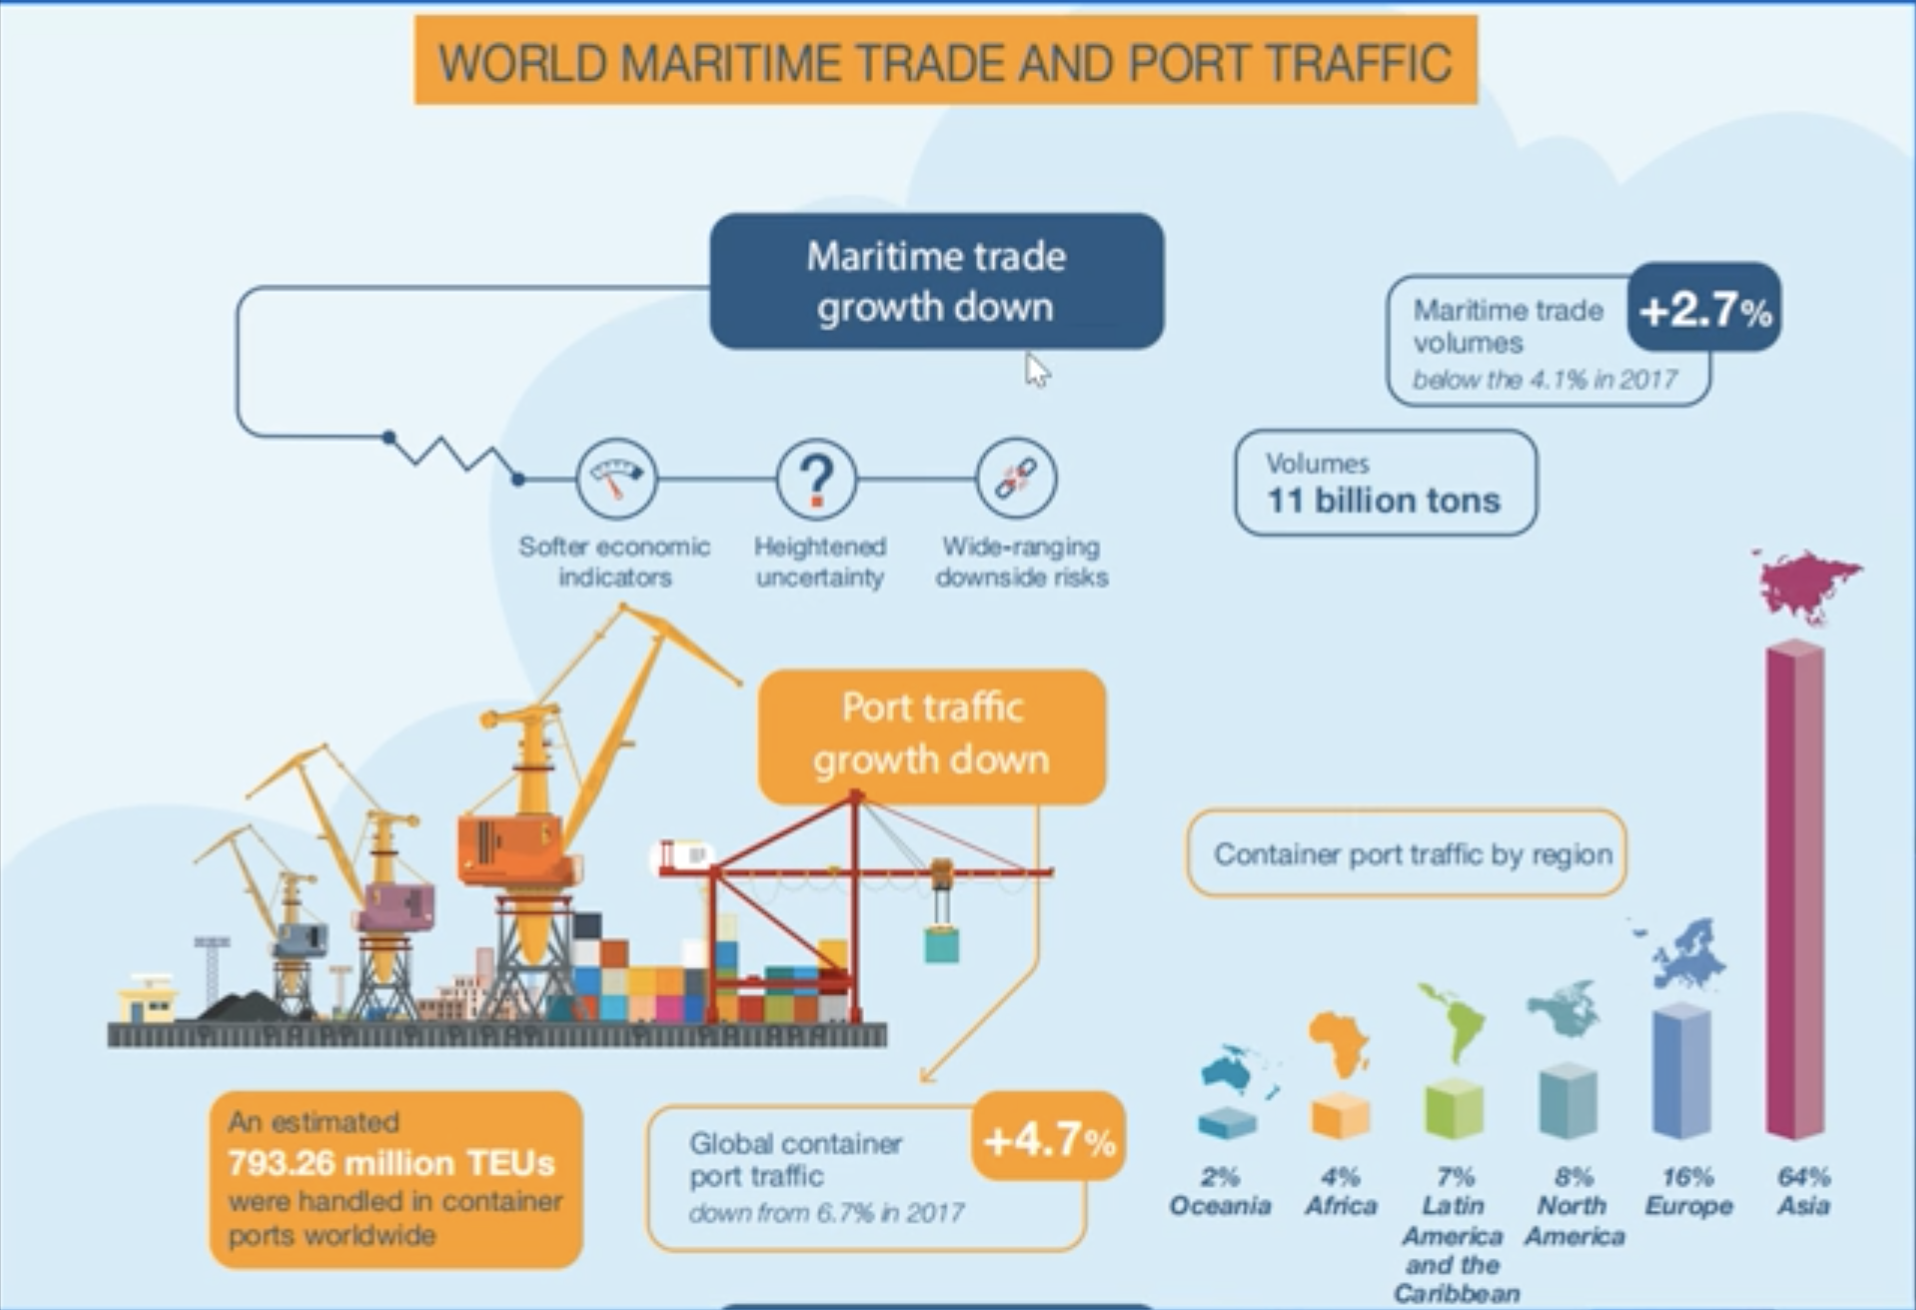 WORLD MARITIME TRADE AND PORT TRAFFIC
Maritime trade
growth down
Maritime trade
volumes
below the 4.1% in 2017
+2.7%
Volumes
11 billion tons
Softer economic
indicators
Heightened
uncertainty
Wide-ranging
downside risks
Port traffic
growth down
Container port traffic by region
An estimated
793.26 million TEUs
were handled in container
ports worldwide
Global container
port traffic
down from 6.7% in 2017
+4.7%
2%
Oceania
4%
Africa
7%
Latin
America
and the
Caribbean
8%
North
America
16%
Europe
64%
Asia